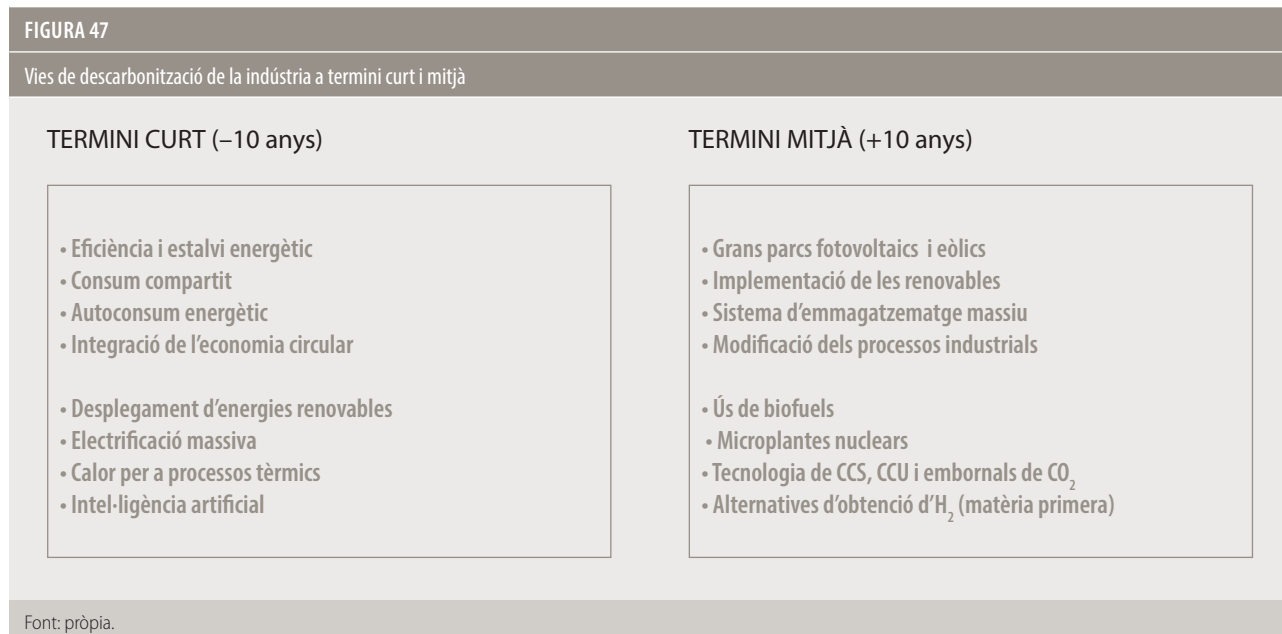 FIGURA 47
Vies de descarbonització de la indústria a termini curt i mitjà
TERMINI CURT (–10 anys)
• Eficiència i estalvi energètic
• Consum compartit
• Autoconsum energètic
• Integració de l’economia circular
• Desplegament d’energies renovables
• Electrificació massiva
• Calor per a processos tèrmics
• Intel·ligència artificial
TERMINI MITJÀ (+10 anys)
• Grans parcs fotovoltaics i eòlics
• Implementació de les renovables
• Sistema d’emmagatzematge massiu
• Modificació dels processos industrials
• Ús de biofuels
• Microplantes nuclears
• Tecnologia de CCS, CCU i embornals de CO₂
• Alternatives d’obtenció d’H₂ (matèria primera)
Font: pròpia.